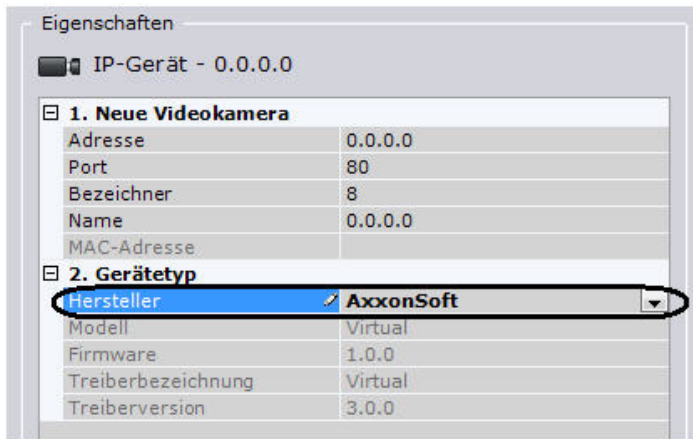 Eigenschaften
IP-Gerät - 0.0.0.0
1. Neue Videokamera
Adresse 0.0.0.0
Port 80
Bezeichner 8
Name 0.0.0.0
MAC-Adresse
2. Gerätetyp
Hersteller AxxonSoft
Modell Virtual
Firmware 1.0.0
Treiberbezeichnung Virtual
Treiberversion 3.0.0